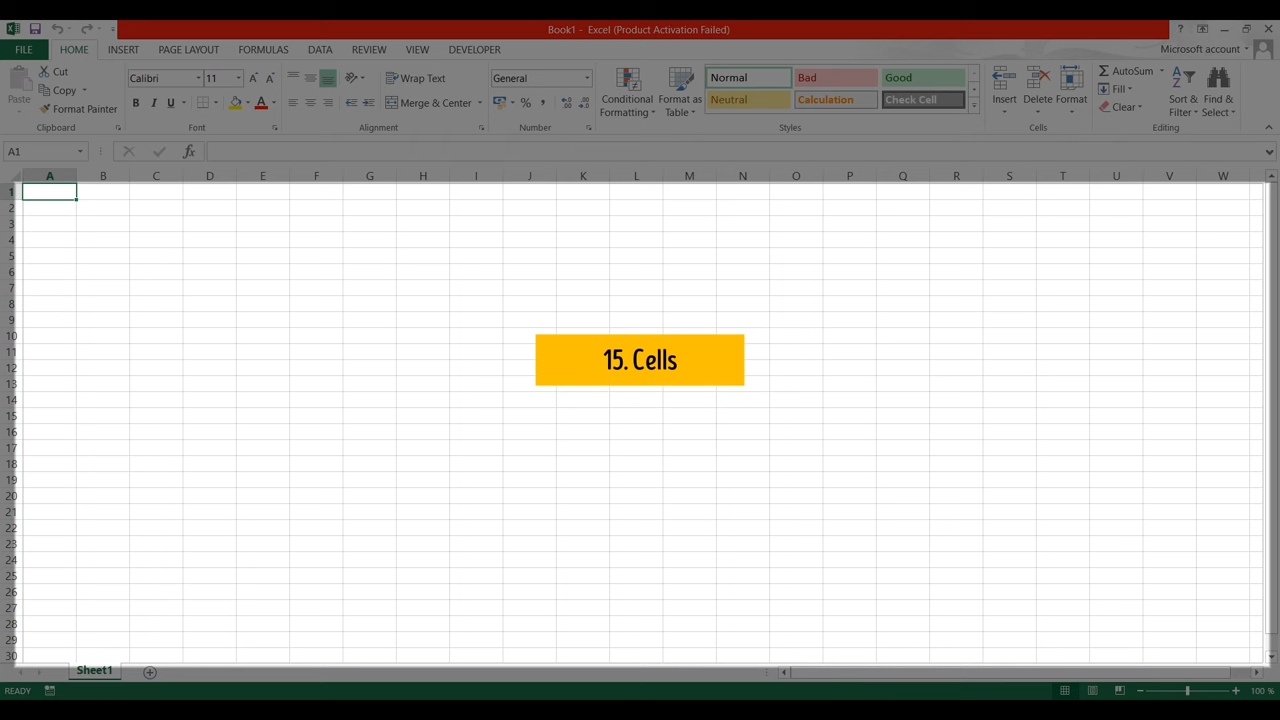 Book1 - Excel (Product Activation Failed)
FILE HOME INSERT PAGE LAYOUT FORMULAS DATA REVIEW VIEW DEVELOPER Microsoft account
Cut
Copy
Format Painter
Paste
Clipboard
Calibri 11
B I U
Font
Wrap Text
Merge & Center
Alignment
General
%
Number
Conditional
Formatting
Format as
Table
Normal Bad Good
Neutral Calculation Check Cell
Styles
Insert Delete Format
Cells
AutoSum
Fill
Clear
Sort &
Filter
Find &
Select
Editing
A1 fx
A B C D E F G H I J K L M N O P Q R S T U V W
1
2
3
4
5
6
7
8
9
10
11
12
13
14
15
16
17
18
19
20
21
22
23
24
25
26
27
28
29
30
15. Cells
Sheet1
READY 100 %